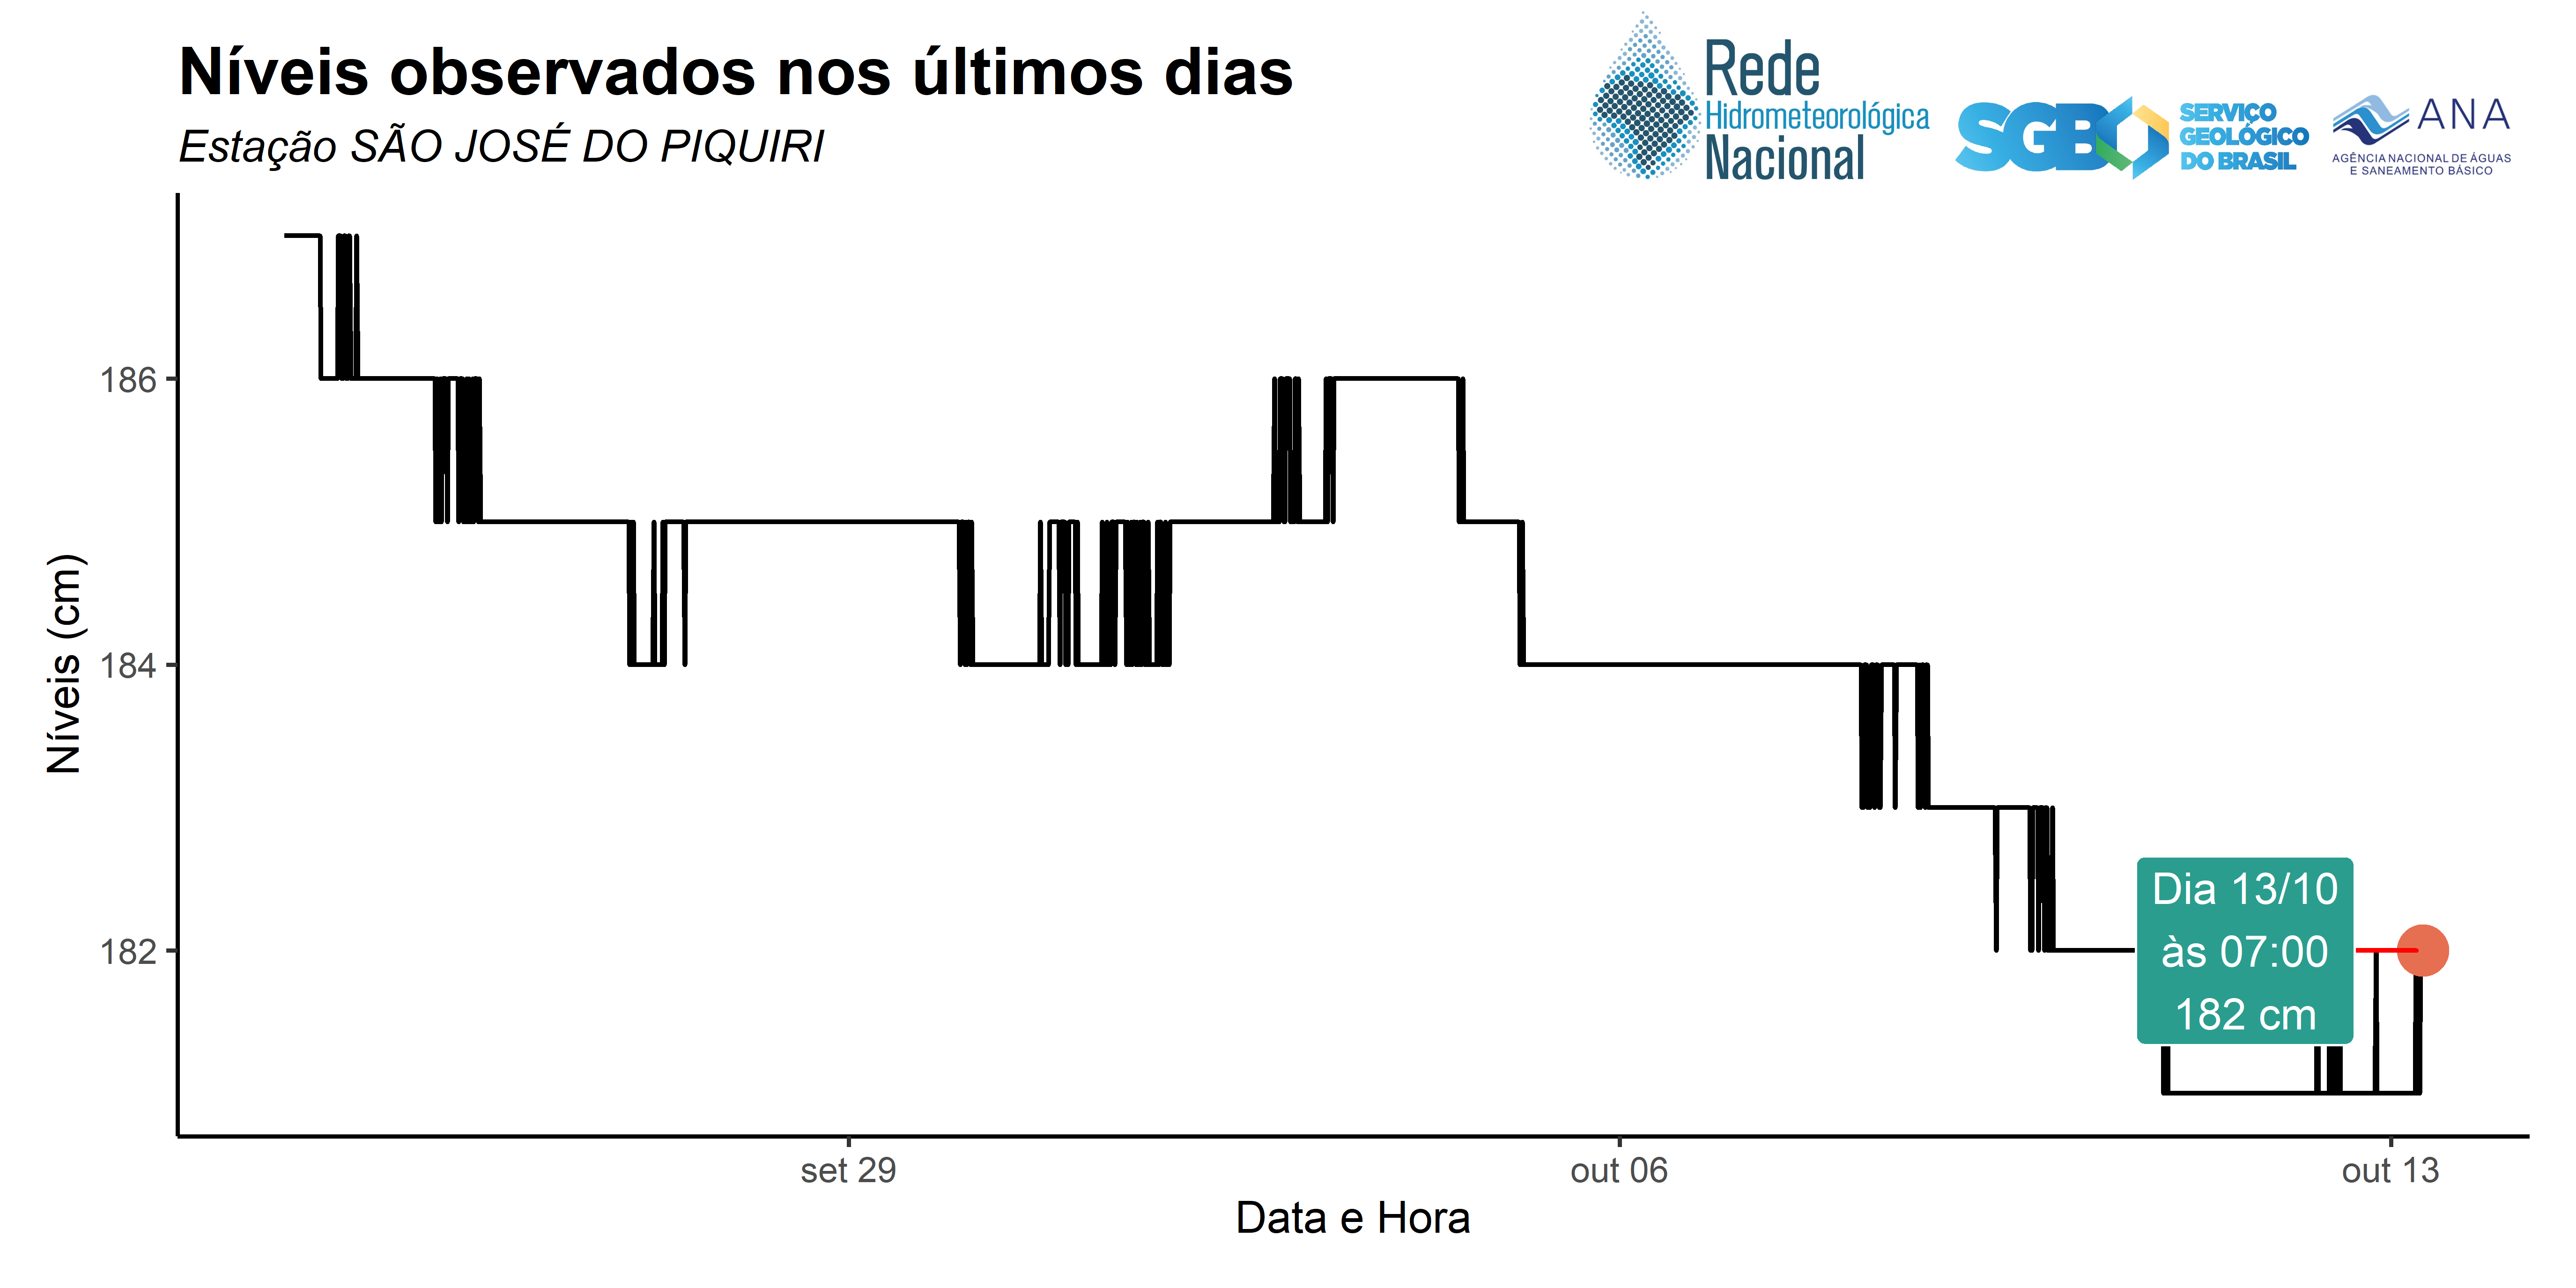 Níveis observados nos últimos dias
Estação SÃO JOSÉ DO PIQUIRI
Rede
Hidrometeorológica
Nacional
SGB
SERVIÇO
GEOLÓGICO
DO BRASIL
ANA
AGÊNCIA NACIONAL DE ÁGUAS
E SANEAMENTO BÁSICO
Níveis (cm)
186
184
182
Dia 13/10
às 07:00
182 cm
set 29
out 06
out 13
Data e Hora